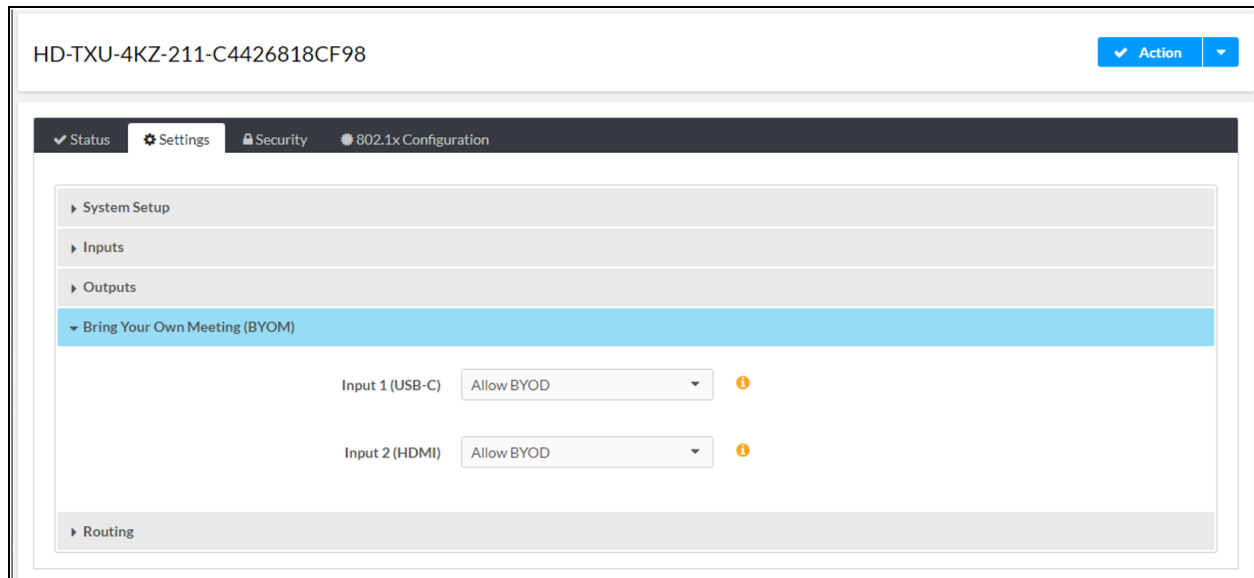 HD-TXU-4KZ-211-C4426818CF98
Action
Status Settings Security 802.1x Configuration
System Setup
Inputs
Outputs
Bring Your Own Meeting (BYOM)
Input 1 (USB-C) Allow BYOD
Input 2 (HDMI) Allow BYOD
Routing